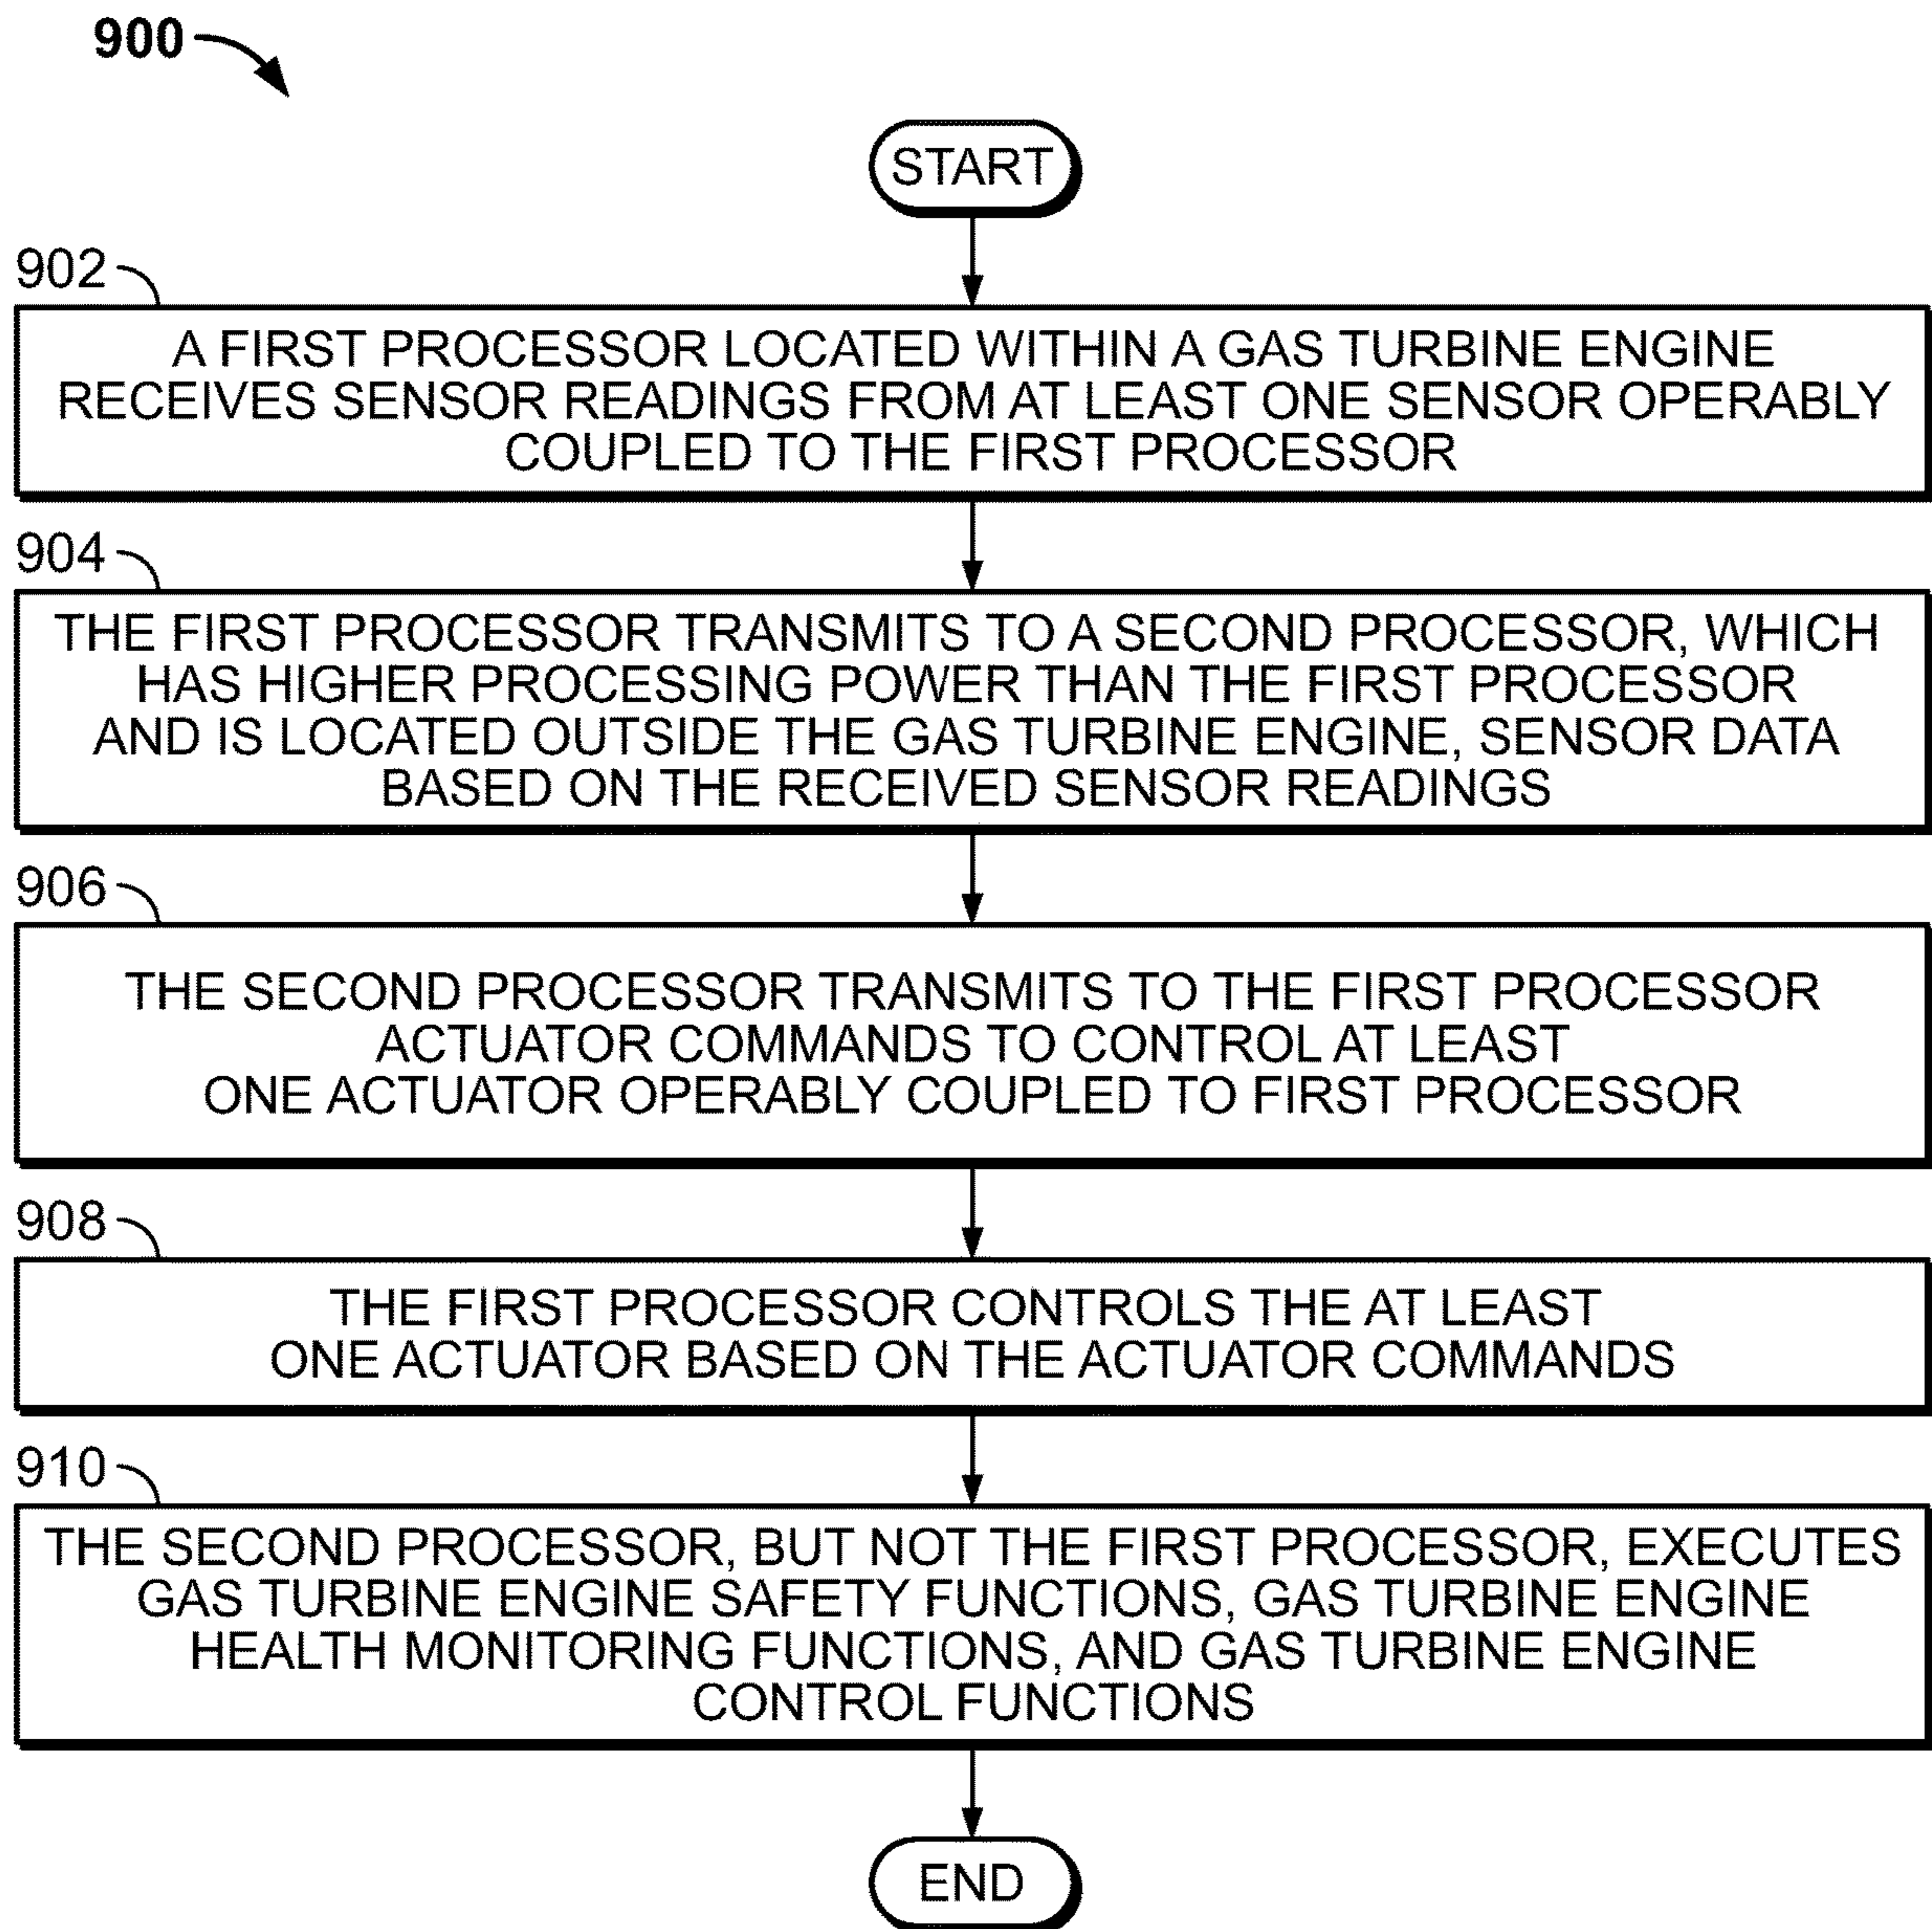 900
START
902
A FIRST PROCESSOR LOCATED WITHIN A GAS TURBINE ENGINE
RECEIVES SENSOR READINGS FROM AT LEAST ONE SENSOR OPERABLY
COUPLED TO THE FIRST PROCESSOR
904
THE FIRST PROCESSOR TRANSMITS TO A SECOND PROCESSOR, WHICH
HAS HIGHER PROCESSING POWER THAN THE FIRST PROCESSOR
AND IS LOCATED OUTSIDE THE GAS TURBINE ENGINE, SENSOR DATA
BASED ON THE RECEIVED SENSOR READINGS
906
THE SECOND PROCESSOR TRANSMITS TO THE FIRST PROCESSOR
ACTUATOR COMMANDS TO CONTROL AT LEAST
ONE ACTUATOR OPERABLY COUPLED TO FIRST PROCESSOR
908
THE FIRST PROCESSOR CONTROLS THE AT LEAST
ONE ACTUATOR BASED ON THE ACTUATOR COMMANDS
910
THE SECOND PROCESSOR, BUT NOT THE FIRST PROCESSOR, EXECUTES
GAS TURBINE ENGINE SAFETY FUNCTIONS, GAS TURBINE ENGINE
HEALTH MONITORING FUNCTIONS, AND GAS TURBINE ENGINE
CONTROL FUNCTIONS
END